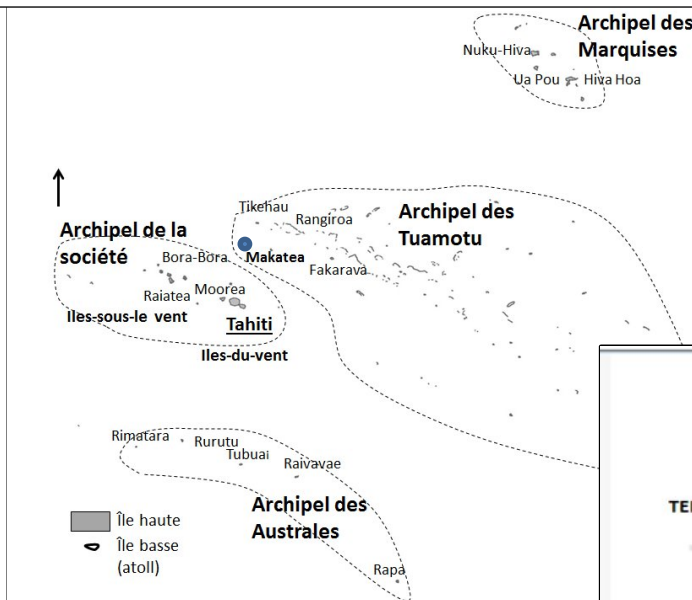 Archipel des
Marquises
Nuku-Hiva
Ua Pou
Hiva Hoa
Tikehau
Rangiroa
Archipel des
Tuamotu
Archipel de la
société
Bora-Bora
Makatea
Fakarava
Raiatea
Moorea
Iles-sous-le vent
Tahiti
Iles-du-vent
Rimatara
Rurutu
Tubuai
Raivavae
Archipel des
Australes
Île haute
Île basse
(atoll)
Rapa